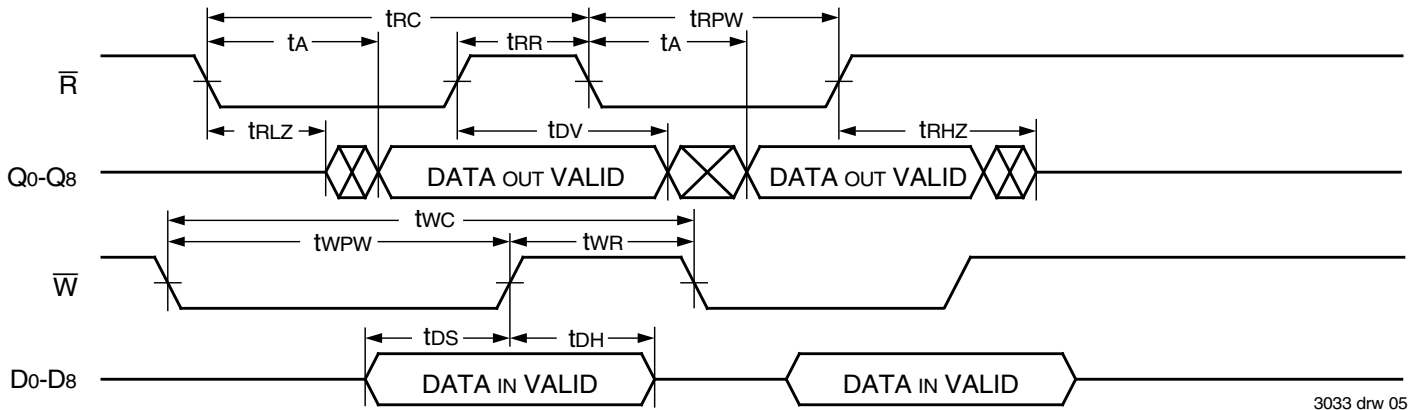 tRC
tRPW
tA
tRR
tA
R̅
tRLZ
tDV
tRHZ
Q0-Q8
DATA OUT VALID
DATA OUT VALID
tWC
tWPW
tWR
W̅
tDS
tDH
D0-D8
DATA IN VALID
DATA IN VALID
3033 drw 05